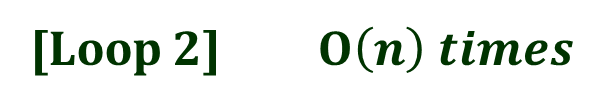 [Loop 2] O(n) times